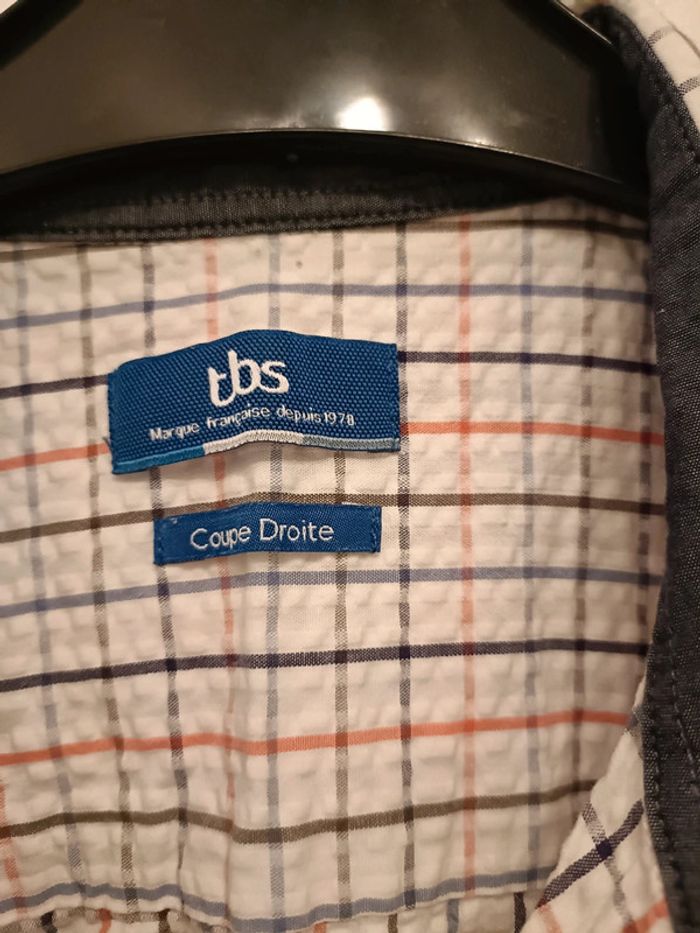 tbs
Marque française depuis 1978
Coupe Droite